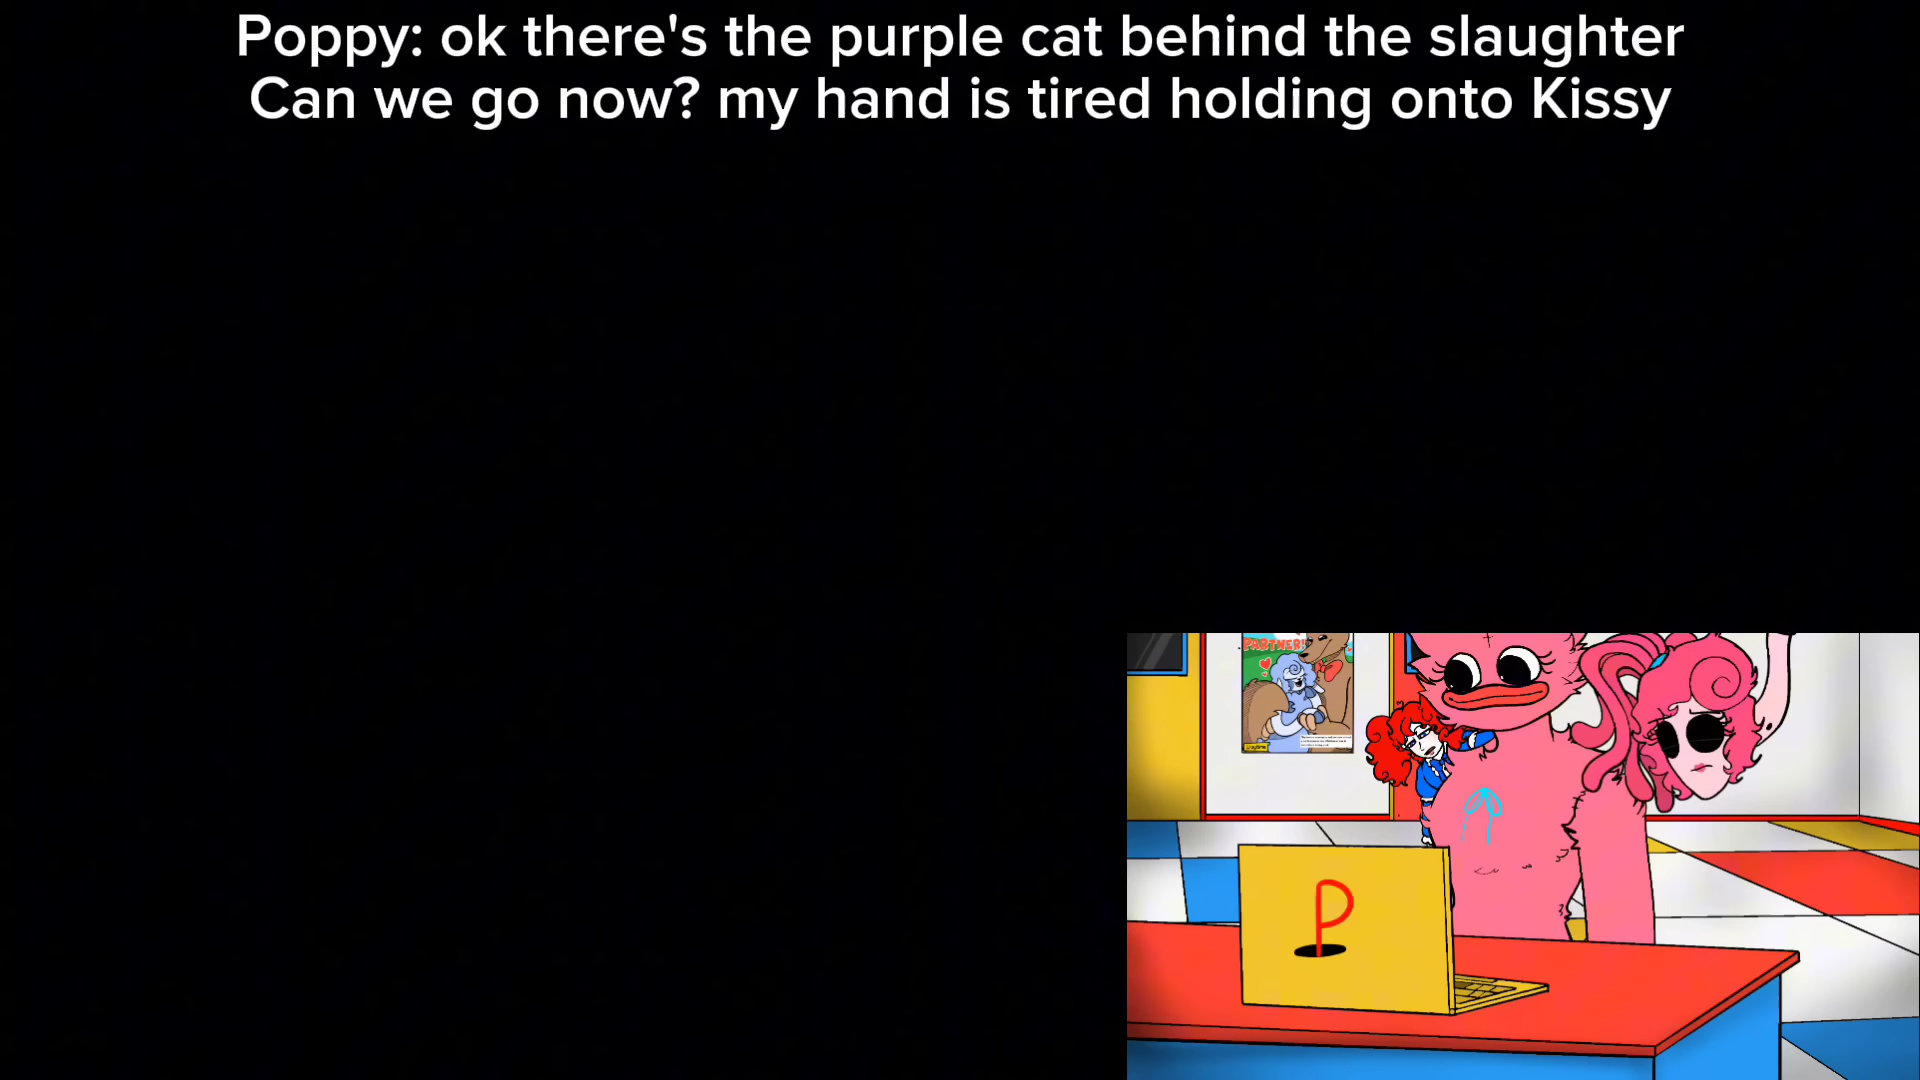 Poppy: ok there's the purple cat behind the slaughter
Can we go now? my hand is tired holding onto Kissy
PARTNER!
P